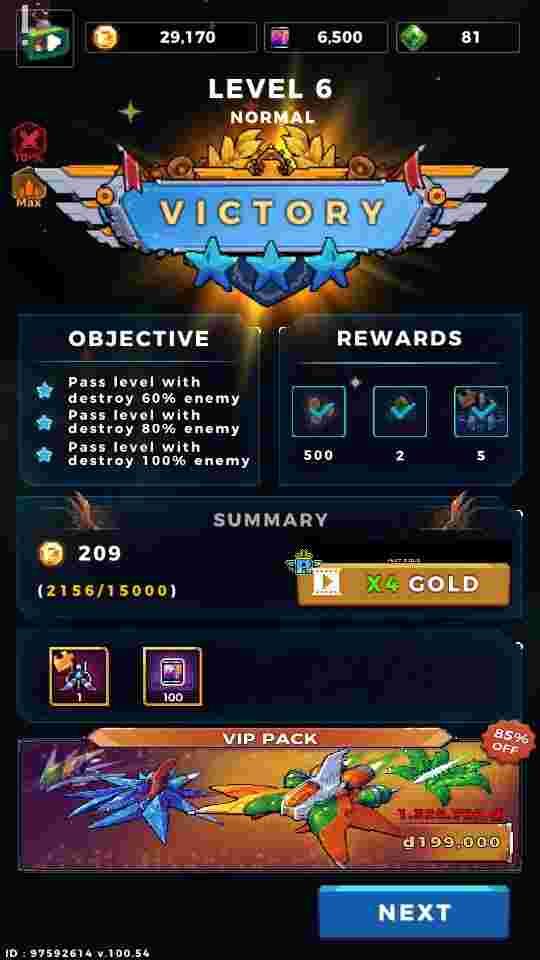 29,170
6,500
81
LEVEL 6
NORMAL
Max
VICTORY
OBJECTIVE
Pass level with
destroy 60% enemy
Pass level with
destroy 80% enemy
Pass level with
destroy 100% enemy
REWARDS
500
2
5
SUMMARY
209
(2156/15000)
X4 GOLD
1
100
VIP PACK
85%
OFF
đ199,000
NEXT
ID : 97592614 v.100.54